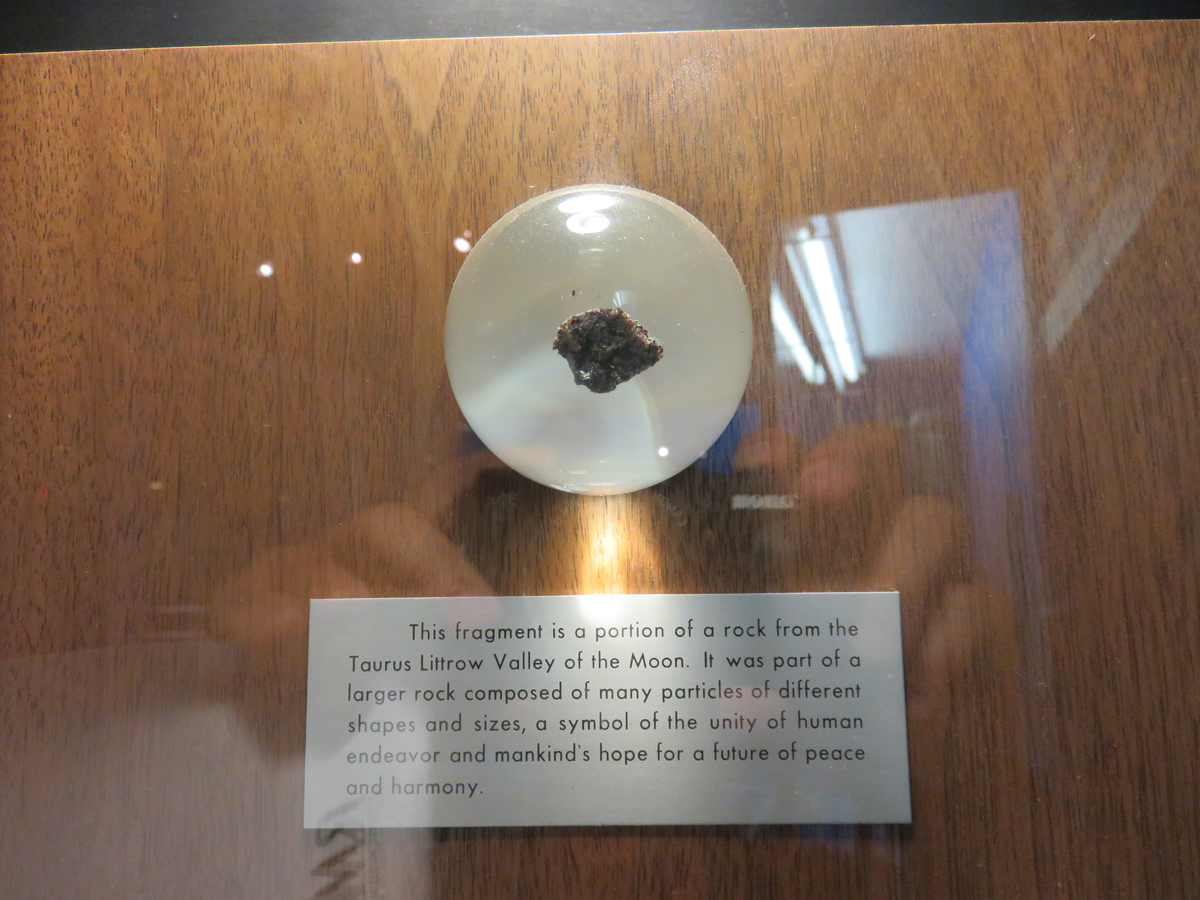 This fragment is a portion of a rock from the
Taurus Littrow Valley of the Moon. It was part of a
larger rock composed of many particles of different
shapes and sizes, a symbol of the unity of human
endeavor and mankind's hope for a future of peace
and harmony.